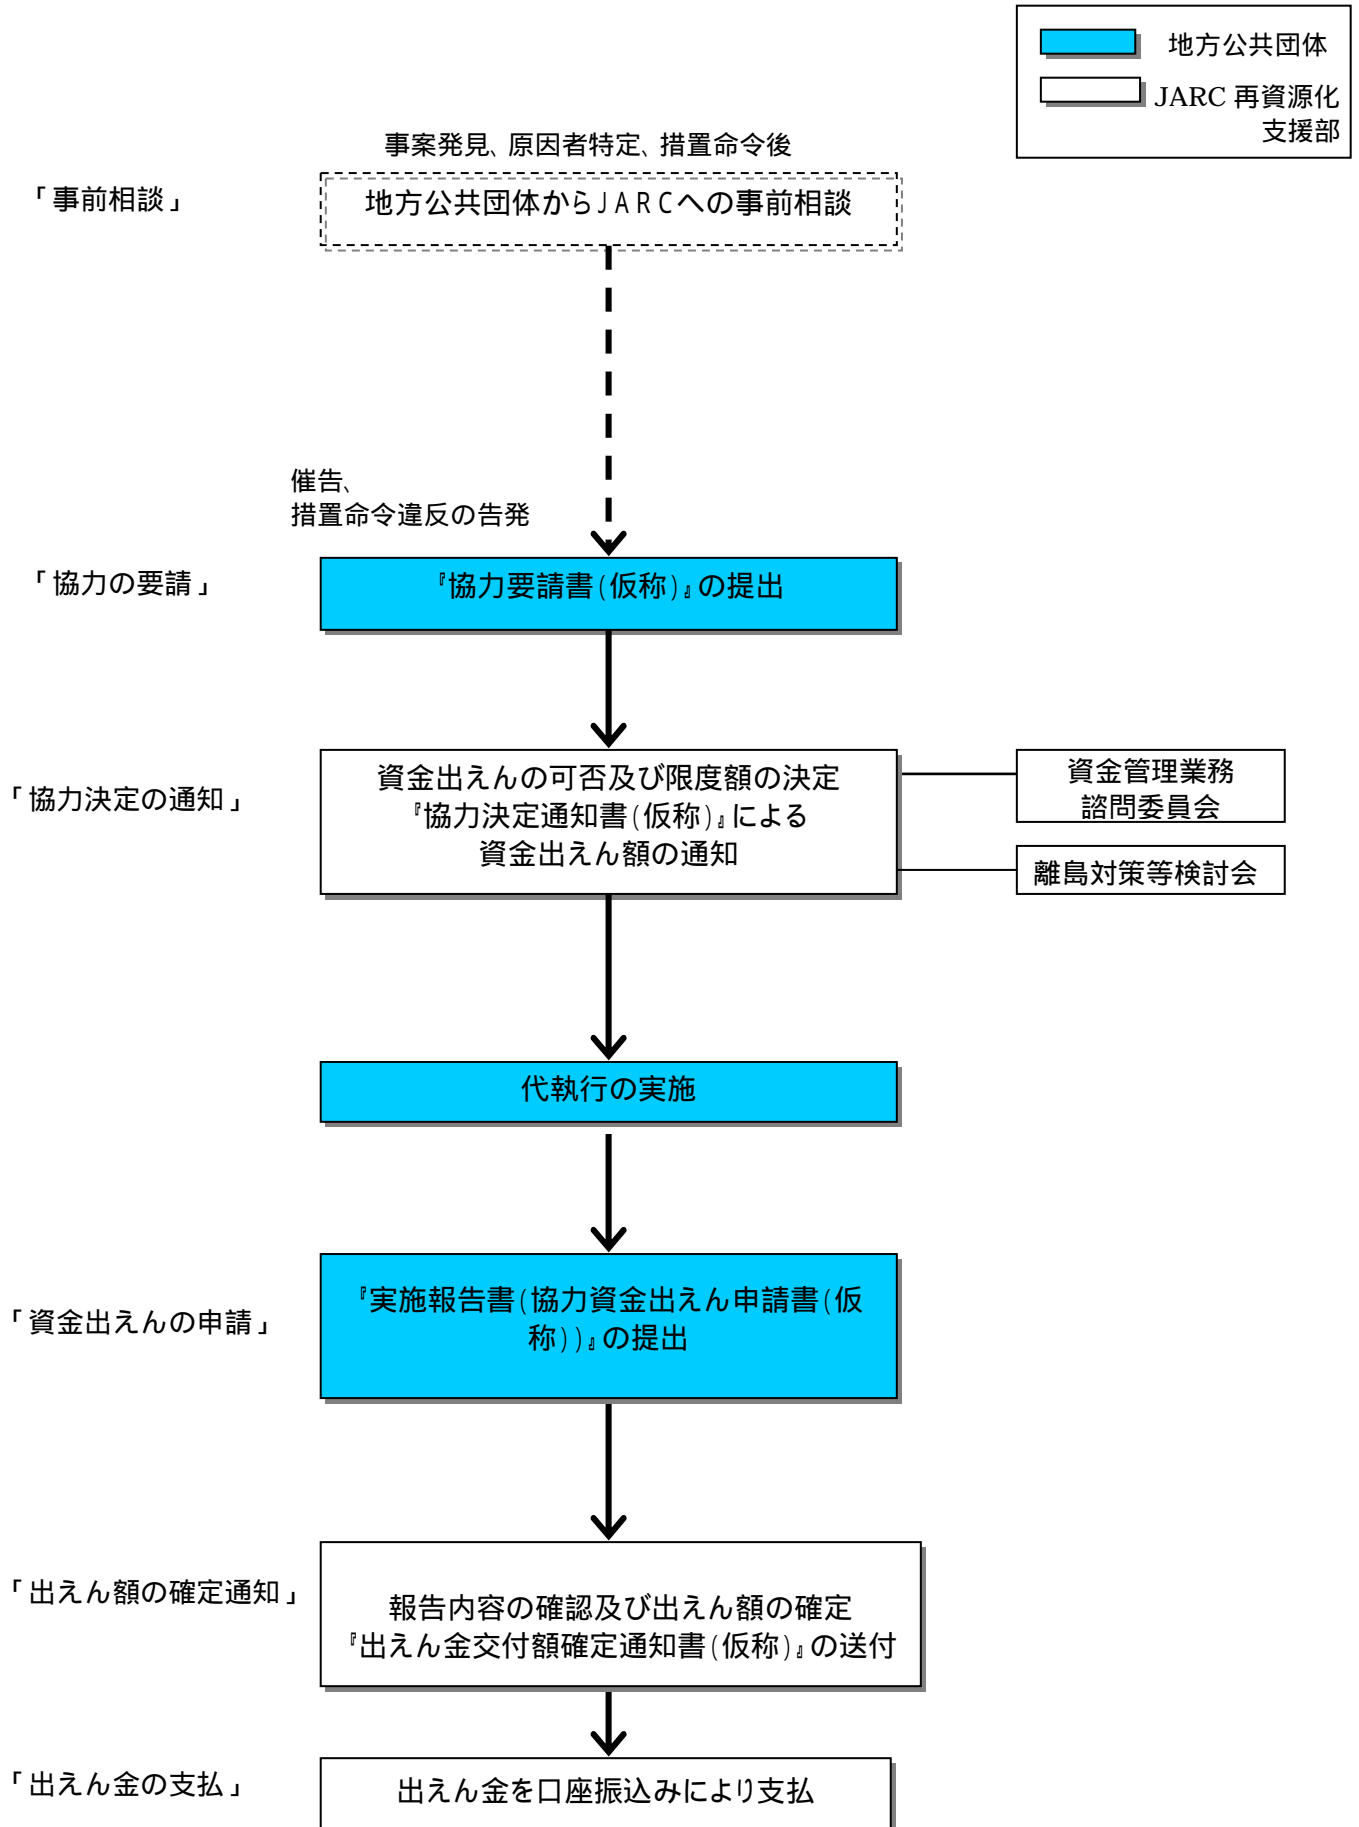 地方公共団体
JARC 再資源化
支援部
事案発見、原因者特定、措置命令後
「事前相談」
地方公共団体からJARCへの事前相談
催告、
措置命令違反の告発
「協力の要請」
『協力要請書(仮称)』の提出
「協力決定の通知」
資金出えんの可否及び限度額の決定
『協力決定通知書(仮称)』による
資金出えん額の通知
資金管理業務
諮問委員会
離島対策等検討会
代執行の実施
「資金出えんの申請」
『実施報告書(協力資金出えん申請書(仮
称))』の提出
「出えん額の確定通知」
報告内容の確認及び出えん額の確定
『出えん金交付額確定通知書(仮称)』の送付
「出えん金の支払」
出えん金を口座振込みにより支払